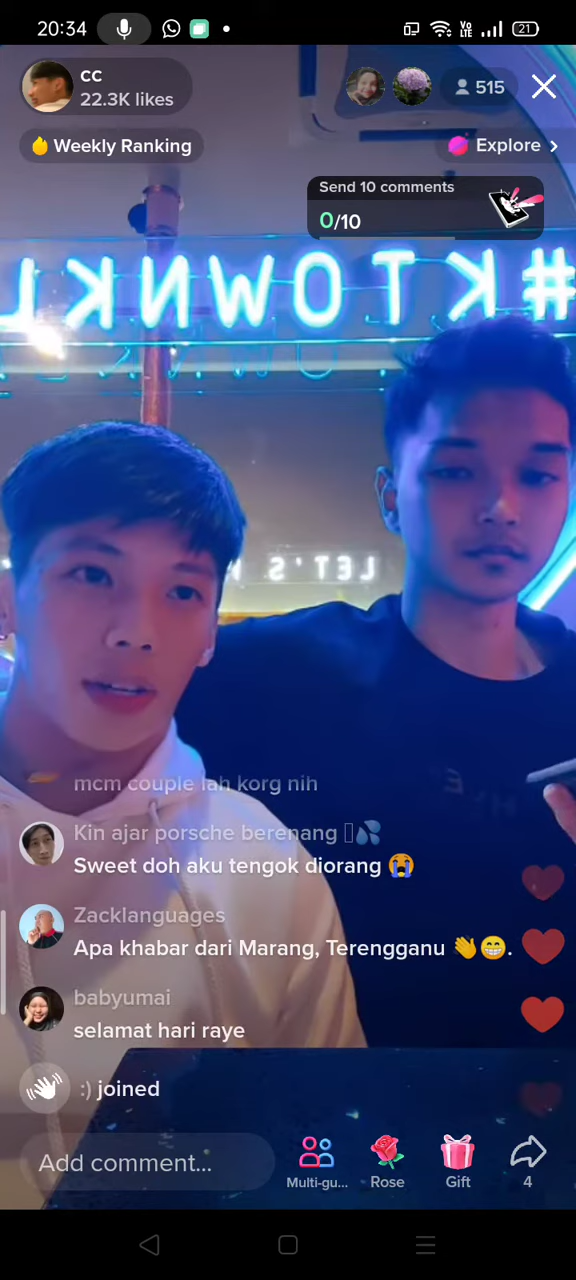 20:34
21
cc
22.3K likes
515
Weekly Ranking
Explore
Send 10 comments
0/10
#KTOWNKL
LET'S
mcm couple lah korg nih
Kin ajar porsche berenang 💦
Sweet doh aku tengok diorang 😭
Zacklanguages
Apa khabar dari Marang, Terengganu 👋😁.
babyumai
selamat hari raye
:) joined
Add comment...
Multi-gu...
Rose
Gift
4